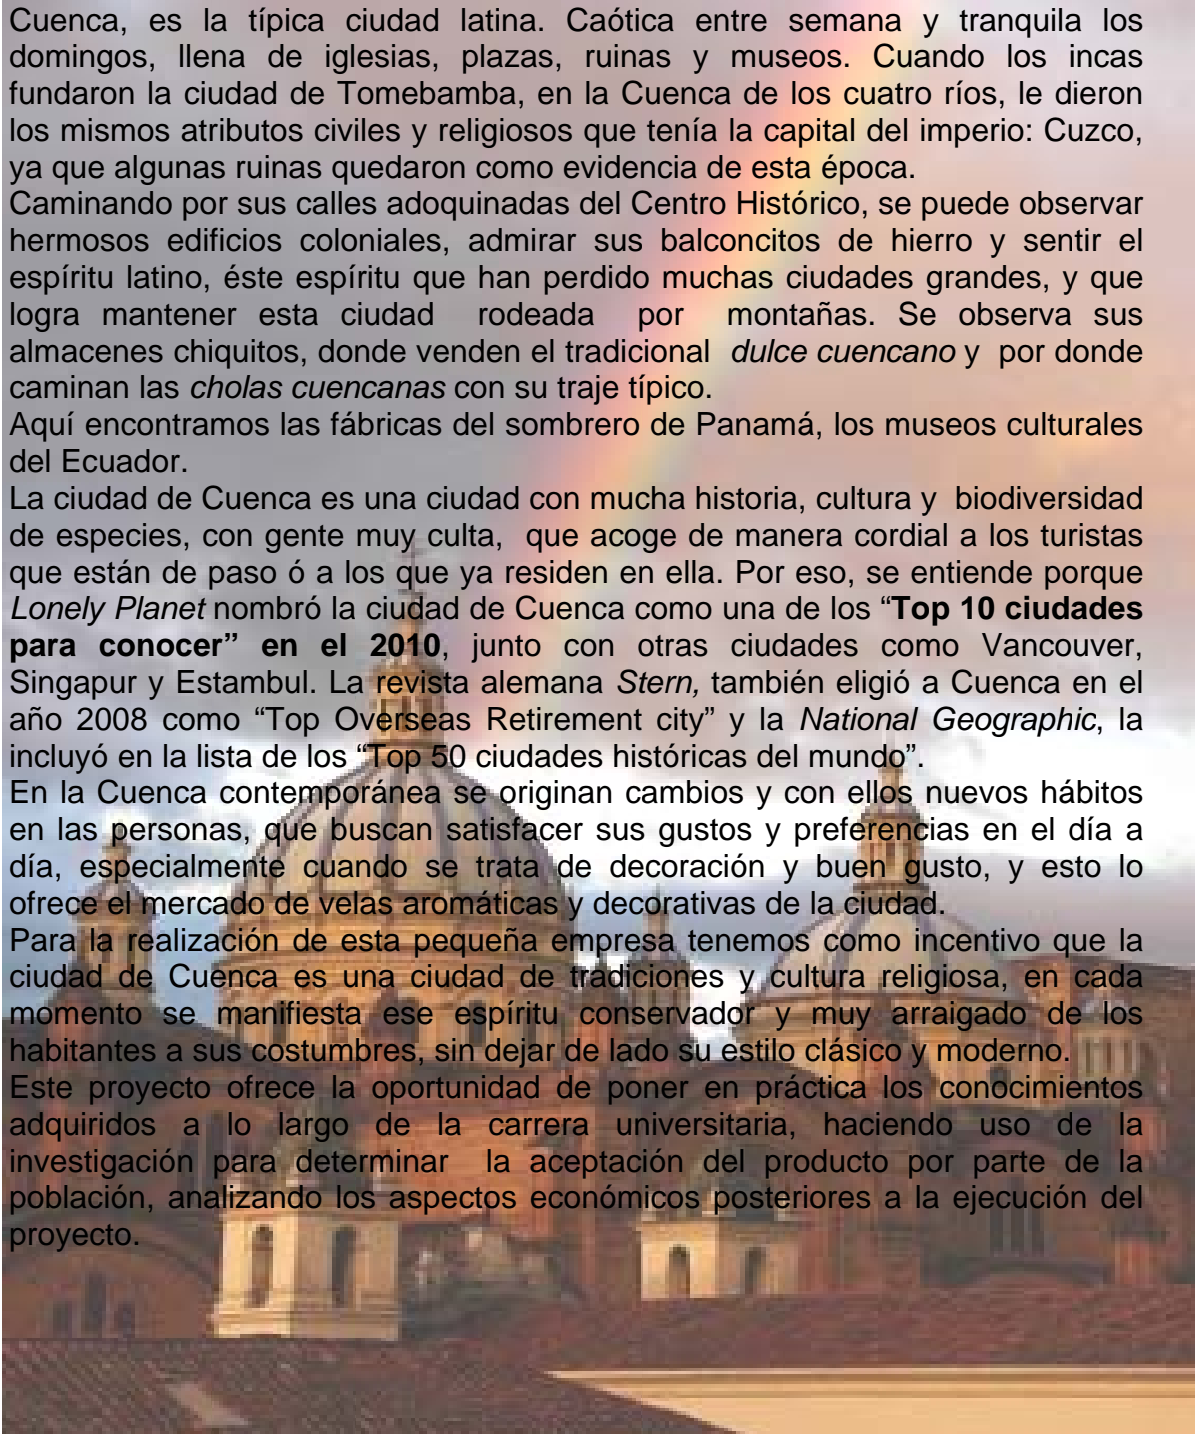 Cuenca, es la típica ciudad latina. Caótica entre semana y tranquila los
domingos, llena de iglesias, plazas, ruinas y museos. Cuando los incas
fundaron la ciudad de Tomebamba, en la Cuenca de los cuatro ríos, le dieron
los mismos atributos civiles y religiosos que tenía la capital del imperio: Cuzco,
ya que algunas ruinas quedaron como evidencia de esta época.
Caminando por sus calles adoquinadas del Centro Histórico, se puede observar
hermosos edificios coloniales, admirar sus balconcitos de hierro y sentir el
espíritu latino, éste espíritu que han perdido muchas ciudades grandes, y que
logra mantener esta ciudad rodeada por montañas. Se observa sus
almacenes chiquitos, donde venden el tradicional dulce cuencano y por donde
caminan las cholas cuencanas con su traje típico.
Aquí encontramos las fábricas del sombrero de Panamá, los museos culturales
del Ecuador.
La ciudad de Cuenca es una ciudad con mucha historia, cultura y biodiversidad
de especies, con gente muy culta, que acoge de manera cordial a los turistas
que están de paso ó a los que ya residen en ella. Por eso, se entiende porque
Lonely Planet nombró la ciudad de Cuenca como una de los “Top 10 ciudades
para conocer” en el 2010, junto con otras ciudades como Vancouver,
Singapur y Estambul. La revista alemana Stern, también eligió a Cuenca en el
año 2008 como “Top Overseas Retirement city” y la National Geographic, la
incluyó en la lista de los “Top 50 ciudades históricas del mundo”.
En la Cuenca contemporánea se originan cambios y con ellos nuevos hábitos
en las personas, que buscan satisfacer sus gustos y preferencias en el día a
día, especialmente cuando se trata de decoración y buen gusto, y esto lo
ofrece el mercado de velas aromáticas y decorativas de la ciudad.
Para la realización de esta pequeña empresa tenemos como incentivo que la
ciudad de Cuenca es una ciudad de tradiciones y cultura religiosa, en cada
momento se manifiesta ese espíritu conservador y muy arraigado de los
habitantes a sus costumbres, sin dejar de lado su estilo clásico y moderno.
Este proyecto ofrece la oportunidad de poner en práctica los conocimientos
adquiridos a lo largo de la carrera universitaria, haciendo uso de la
investigación para determinar la aceptación del producto por parte de la
población, analizando los aspectos económicos posteriores a la ejecución del
proyecto.